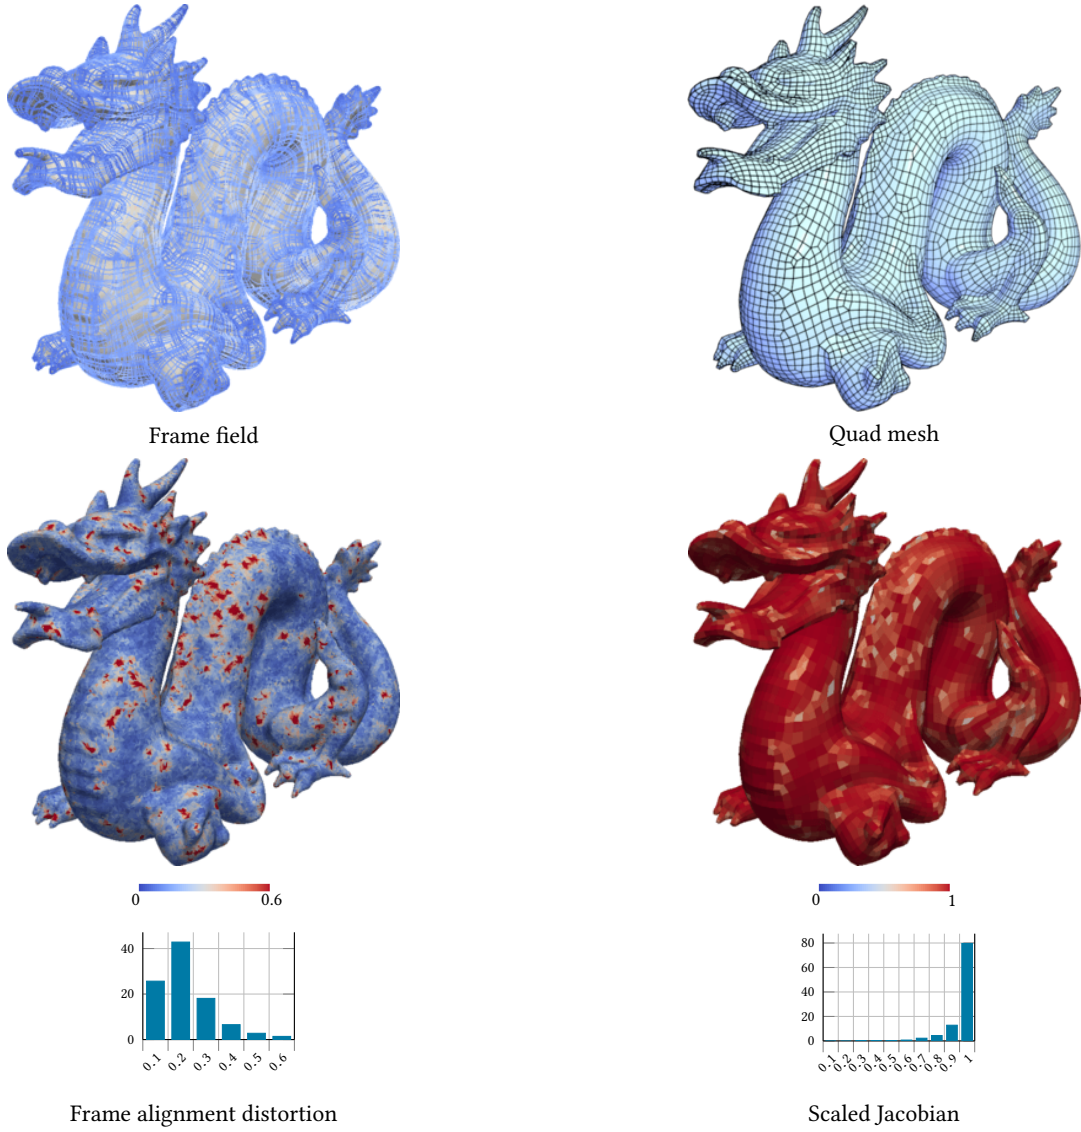 Frame field
Quad mesh
0 0.6
0 1
40
20
0
0.1 0.2 0.3 0.4 0.5 0.6
80
60
40
20
0
0.1 0.2 0.3 0.4 0.5 0.6 0.7 0.8 0.9 1
Frame alignment distortion
Scaled Jacobian